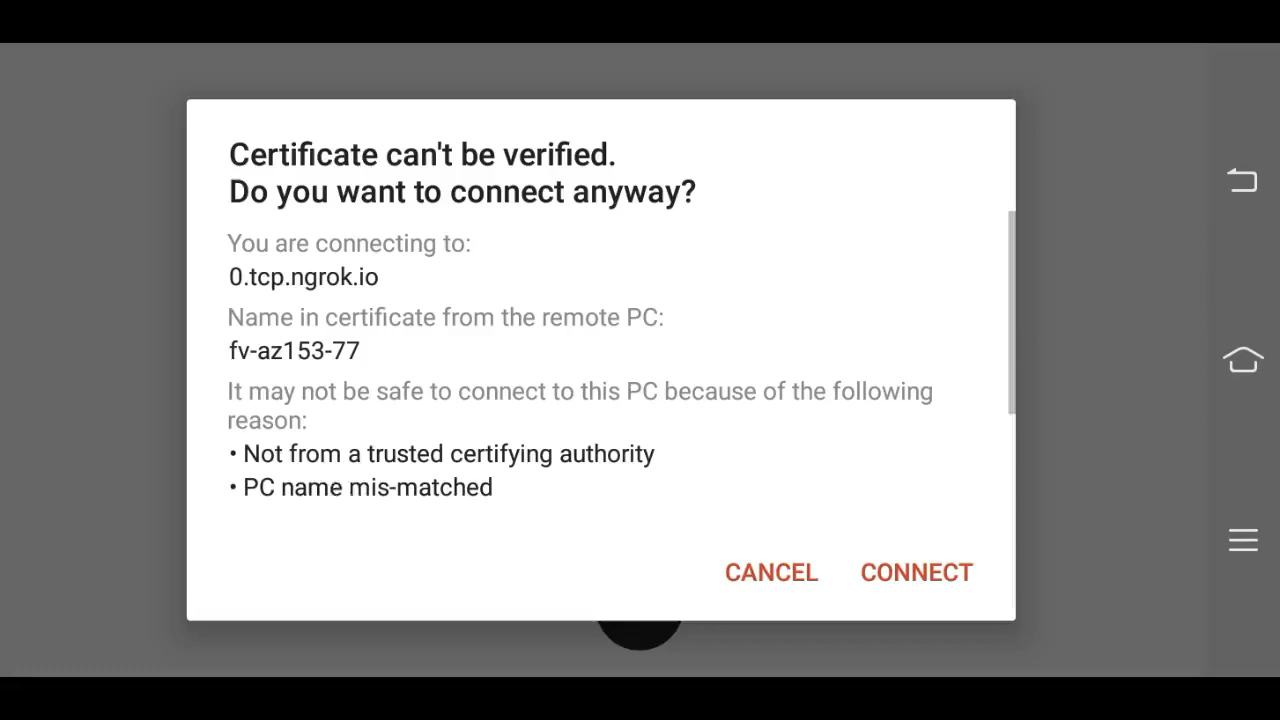 Certificate can't be verified.
Do you want to connect anyway?
You are connecting to:
0.tcp.ngrok.io
Name in certificate from the remote PC:
fv-az153-77
It may not be safe to connect to this PC because of the following
reason:
• Not from a trusted certifying authority
• PC name mis-matched
CANCEL CONNECT